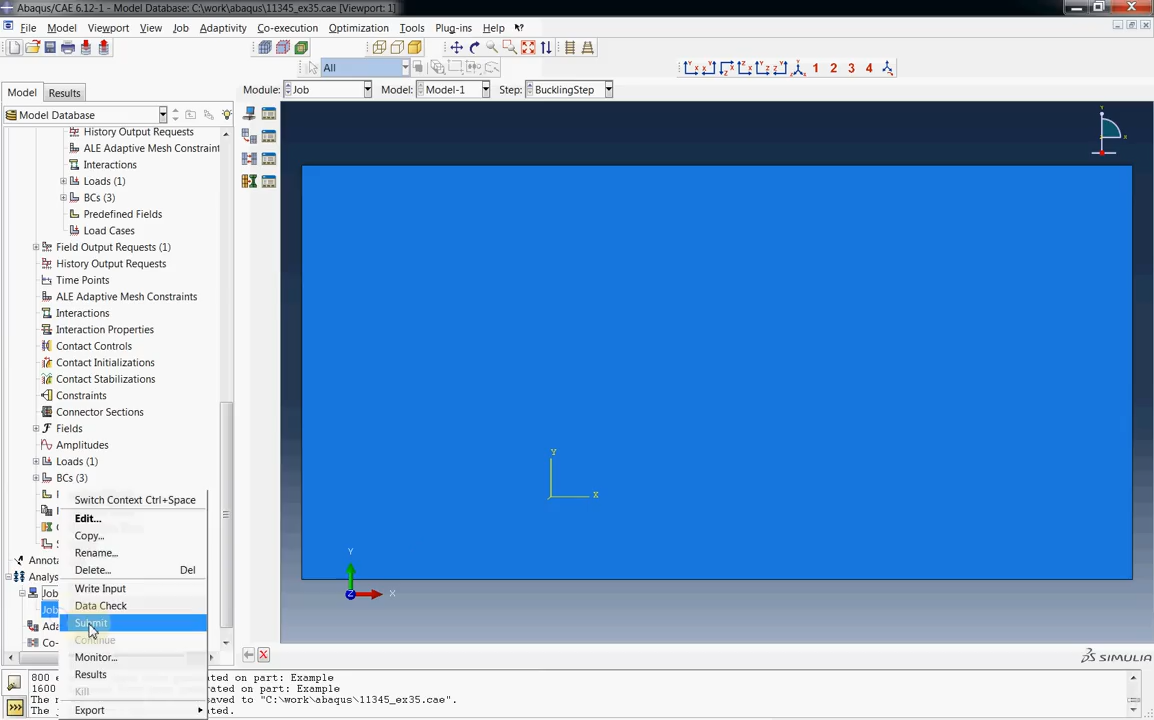 Abaqus/CAE 6.12-1 - Model Database: C:\work\abaqus\11345_ex35.cae [Viewport: 1]
File Model Viewport View Job Adaptivity Co-execution Optimization Tools Plug-ins Help
All
1 2 3 4
Model Results Module: Job Model: Model-1 Step: BucklingStep
Model Database
History Output Requests
ALE Adaptive Mesh Constraint
Interactions
Loads (1)
BCs (3)
Predefined Fields
Load Cases
Field Output Requests (1)
History Output Requests
Time Points
ALE Adaptive Mesh Constraints
Interactions
Interaction Properties
Contact Controls
Contact Initializations
Contact Stabilizations
Constraints
Connector Sections
Fields
Amplitudes
Loads (1)
BCs (3)
Switch Context Ctrl+Space
Edit...
Copy...
Rename...
Delete... Del
Write Input
Data Check
Submit
Continue
Monitor...
Results
Kill
Export
Y
X
Y
X
Z
SIMULIA
generated on part: Example
1600
generated on part: Example
saved to "C:\work\abaqus\11345_ex35.cae".